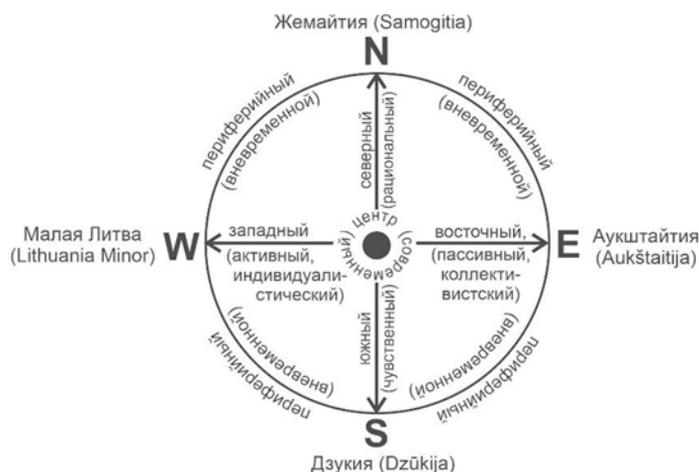 Жемайтия (Samogitia)
N
периферийный
(вневременной)
периферийный
(вневременной)
северный
(рациональный)
Малая Литва
(Lithuania Minor)
W
западный
(активный,
индивидуали-
стический)
центр
(современный)
восточный,
(пассивный,
коллекти-
вистский)
E
Аукштайтия
(Aukštaitija)
южный
(чувственный)
(вневременной)
периферийный
(вневременной)
периферийный
S
Дзукия (Dzūkija)